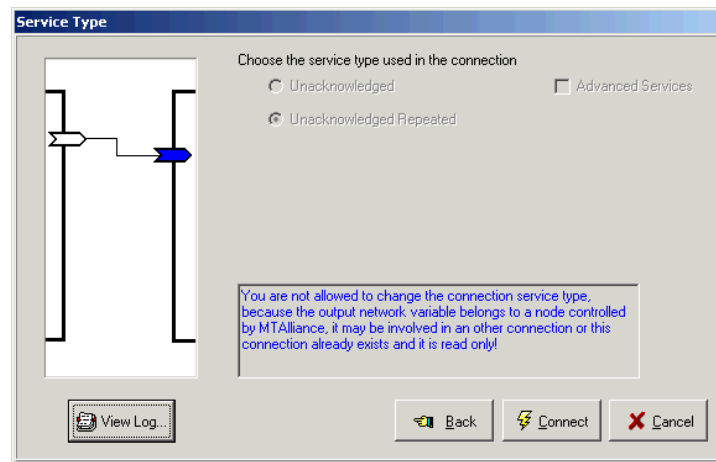 Service Type
Choose the service type used in the connection
Unacknowledged
Advanced Services
Unacknowledged Repeated
You are not allowed to change the connection service type,
because the output network variable belongs to a node controlled
by MTAlliance, it may be involved in an other connection or this
connection already exists and it is read only!
View Log...
Back
Connect
Cancel